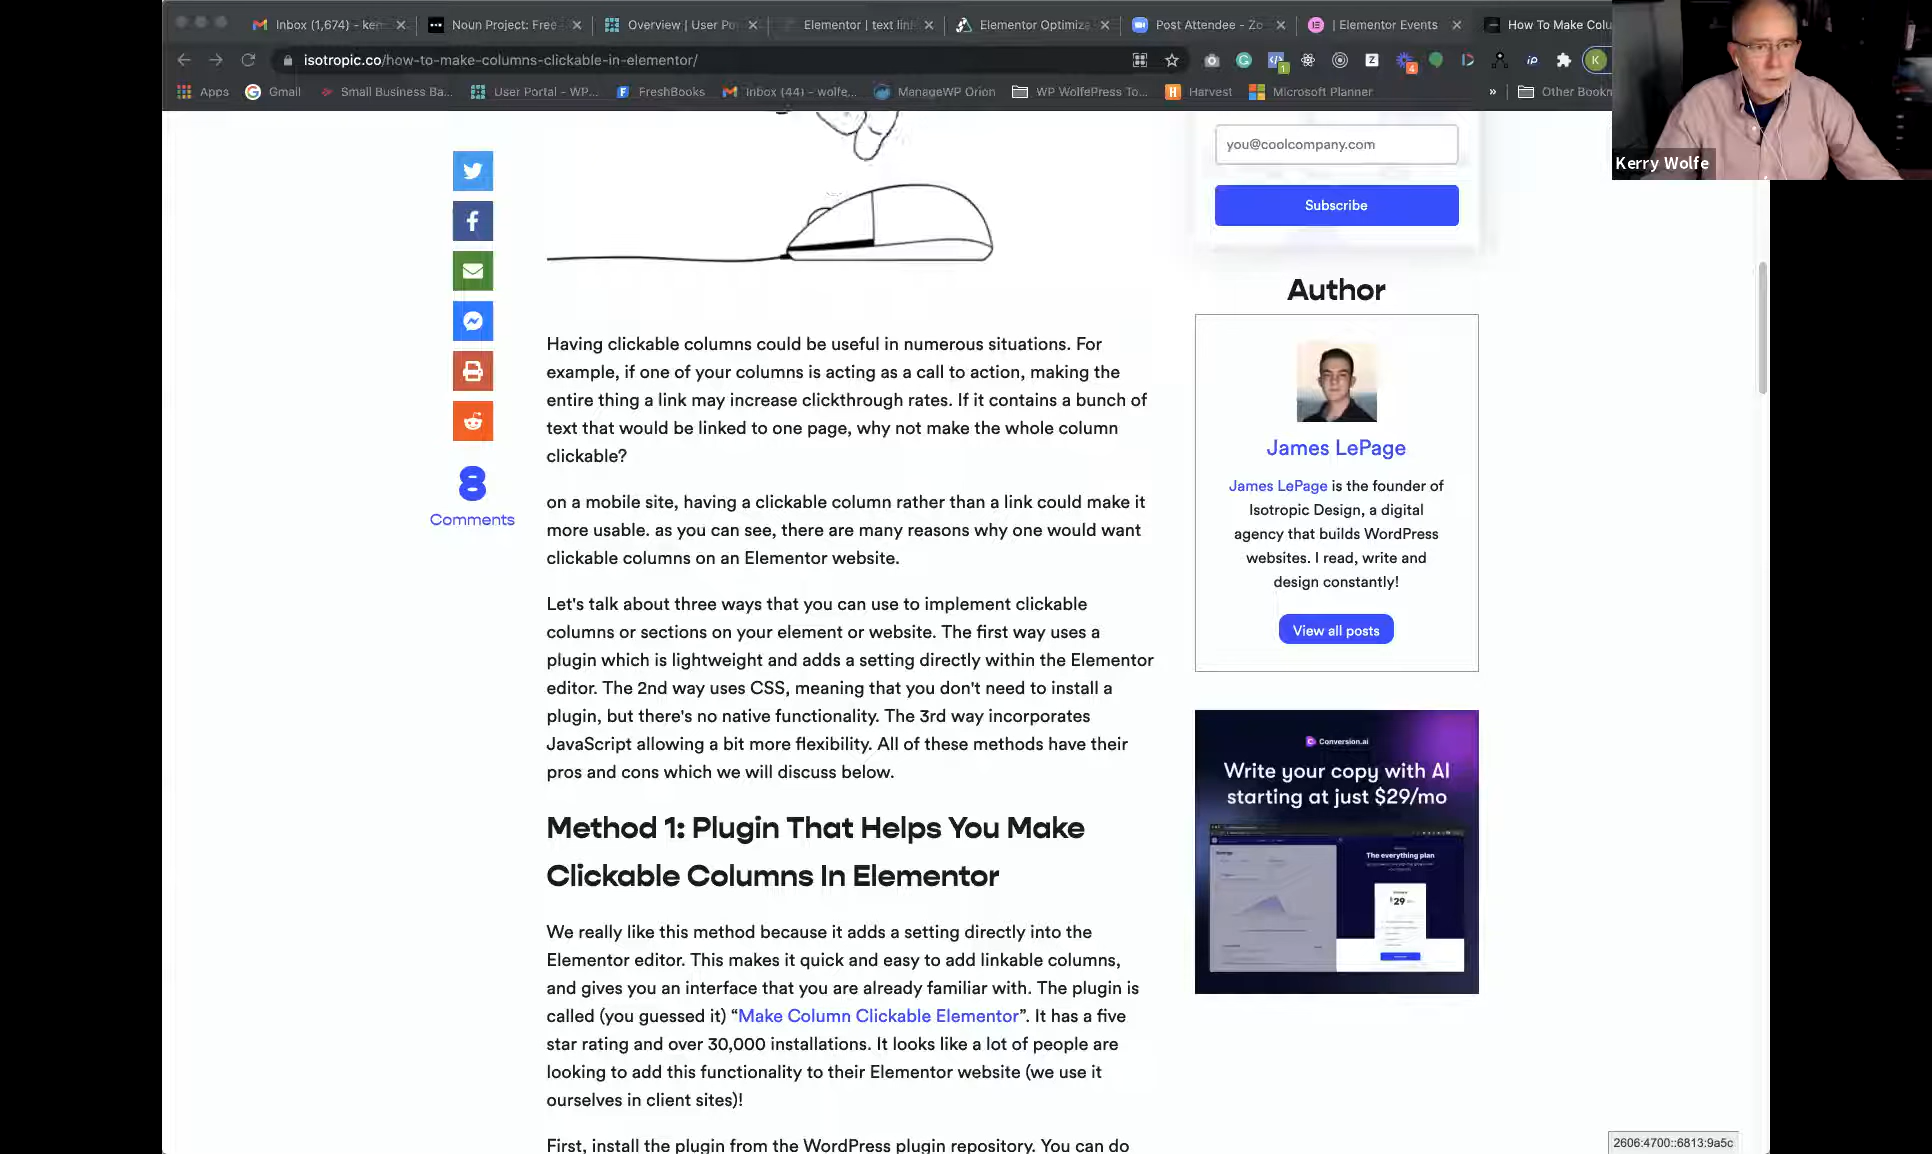 Inbox (1,674) - ke
Noun Project: Free
Overview | User Po
Elementor | text lin
Elementor Optimize
Post Attendee - Zo
| Elementor Events
How To Make Colu
isotropic.co/how-to-make-columns-clickable-in-elementor/
Apps
Gmail
Small Business Ba...
User Portal - WP...
FreshBooks
Inbox (44) - wolfe...
ManageWP Orion
WP WolfePress To...
Harvest
Microsoft Planner
»
Other Bookm
Kerry Wolfe
8
Comments
Having clickable columns could be useful in numerous situations. For
example, if one of your columns is acting as a call to action, making the
entire thing a link may increase clickthrough rates. If it contains a bunch of
text that would be linked to one page, why not make the whole column
clickable?
on a mobile site, having a clickable column rather than a link could make it
more usable. as you can see, there are many reasons why one would want
clickable columns on an Elementor website.
Let's talk about three ways that you can use to implement clickable
columns or sections on your element or website. The first way uses a
plugin which is lightweight and adds a setting directly within the Elementor
editor. The 2nd way uses CSS, meaning that you don't need to install a
plugin, but there's no native functionality. The 3rd way incorporates
JavaScript allowing a bit more flexibility. All of these methods have their
pros and cons which we will discuss below.
Method 1: Plugin That Helps You Make
Clickable Columns In Elementor
We really like this method because it adds a setting directly into the
Elementor editor. This makes it quick and easy to add linkable columns,
and gives you an interface that you are already familiar with. The plugin is
called (you guessed it) “Make Column Clickable Elementor”. It has a five
star rating and over 30,000 installations. It looks like a lot of people are
looking to add this functionality to their Elementor website (we use it
ourselves in client sites)!
First, install the plugin from the WordPress plugin repository. You can do
you@coolcompany.com
Subscribe
Author
James LePage
James LePage is the founder of
Isotropic Design, a digital
agency that builds WordPress
websites. I read, write and
design constantly!
View all posts
Conversion.ai
Write your copy with AI
starting at just $29/mo
The everything plan
29
2606:4700::6813:9a5c